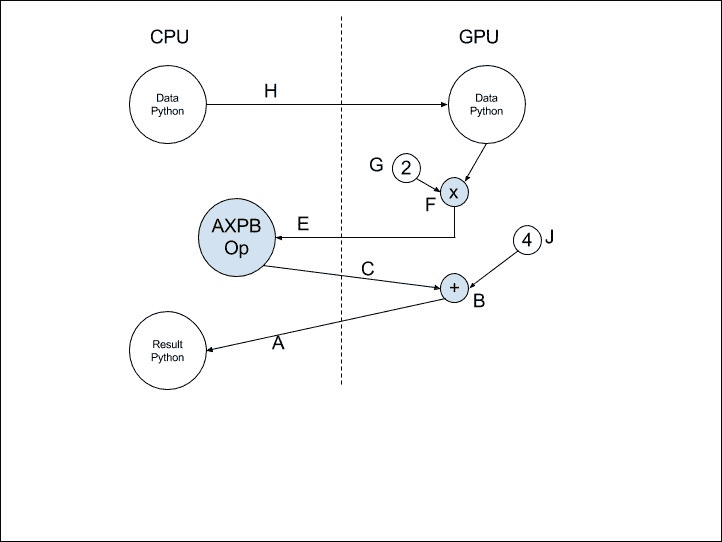 CPU
GPU
Data
Python
H
Data
Python
G
2
x
F
AXPB
Op
E
4
J
C
+
B
Result
Python
A